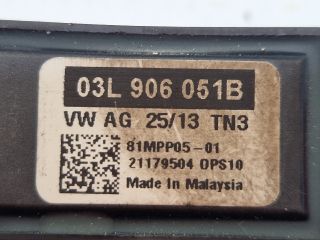 03L 906 051B
VW AG 25/13 TN3
81MPP05-01
21179504 OPS10
Made In Malaysia